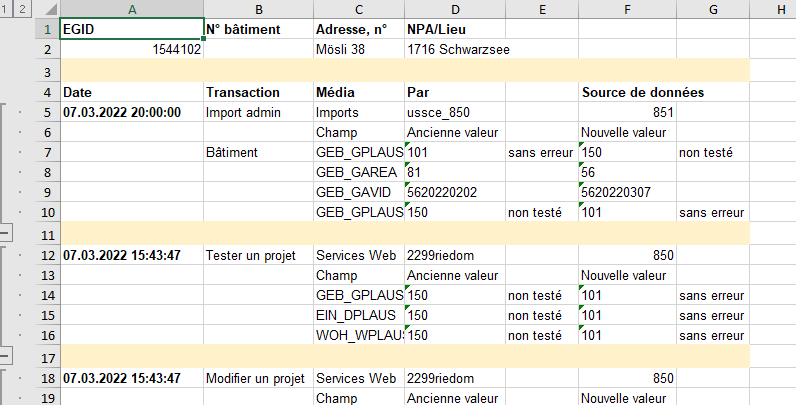 1 2 A B C D E F G H
1 EGID N° bâtiment Adresse, n° NPA/Lieu
2 1544102 Mösli 38 1716 Schwarzsee
3
4 Date Transaction Média Par Source de données
5 07.03.2022 20:00:00 Import admin Imports ussce_850 851
6 Champ Ancienne valeur Nouvelle valeur
7 Bâtiment GEB_GPLAUS 101 sans erreur 150 non testé
8 GEB_GAREA 81 56
9 GEB_GAVID 5620220202 5620220307
10 GEB_GPLAUS 150 non testé 101 sans erreur
11
12 07.03.2022 15:43:47 Tester un projet Services Web 2299riedom 850
13 Champ Ancienne valeur Nouvelle valeur
14 GEB_GPLAUS 150 non testé 101 sans erreur
15 EIN_DPLAUS 150 non testé 101 sans erreur
16 WOH_WPLAUS 150 non testé 101 sans erreur
17
18 07.03.2022 15:43:47 Modifier un projet Services Web 2299riedom 850
19 Champ Ancienne valeur Nouvelle valeur